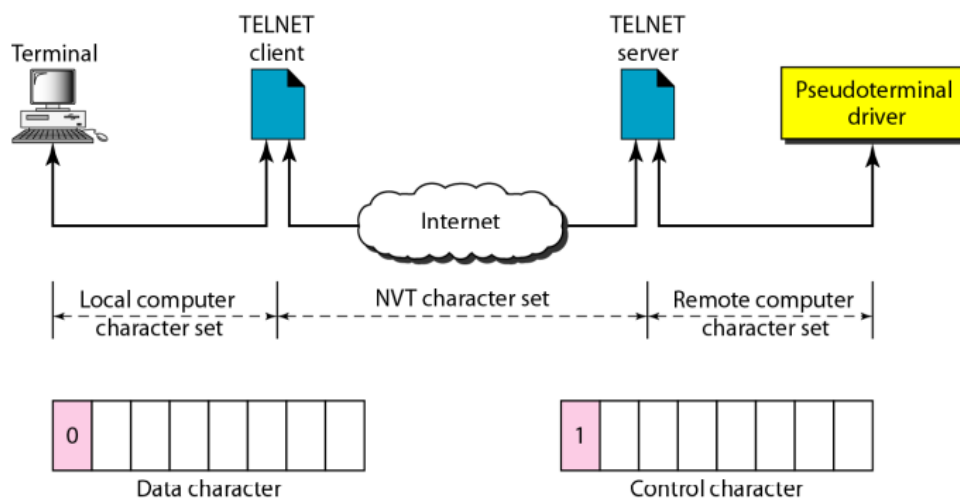 Terminal
TELNET
client
TELNET
server
Pseudoterminal
driver
Internet
Local computer
character set
NVT character set
Remote computer
character set
0
1
Data character
Control character